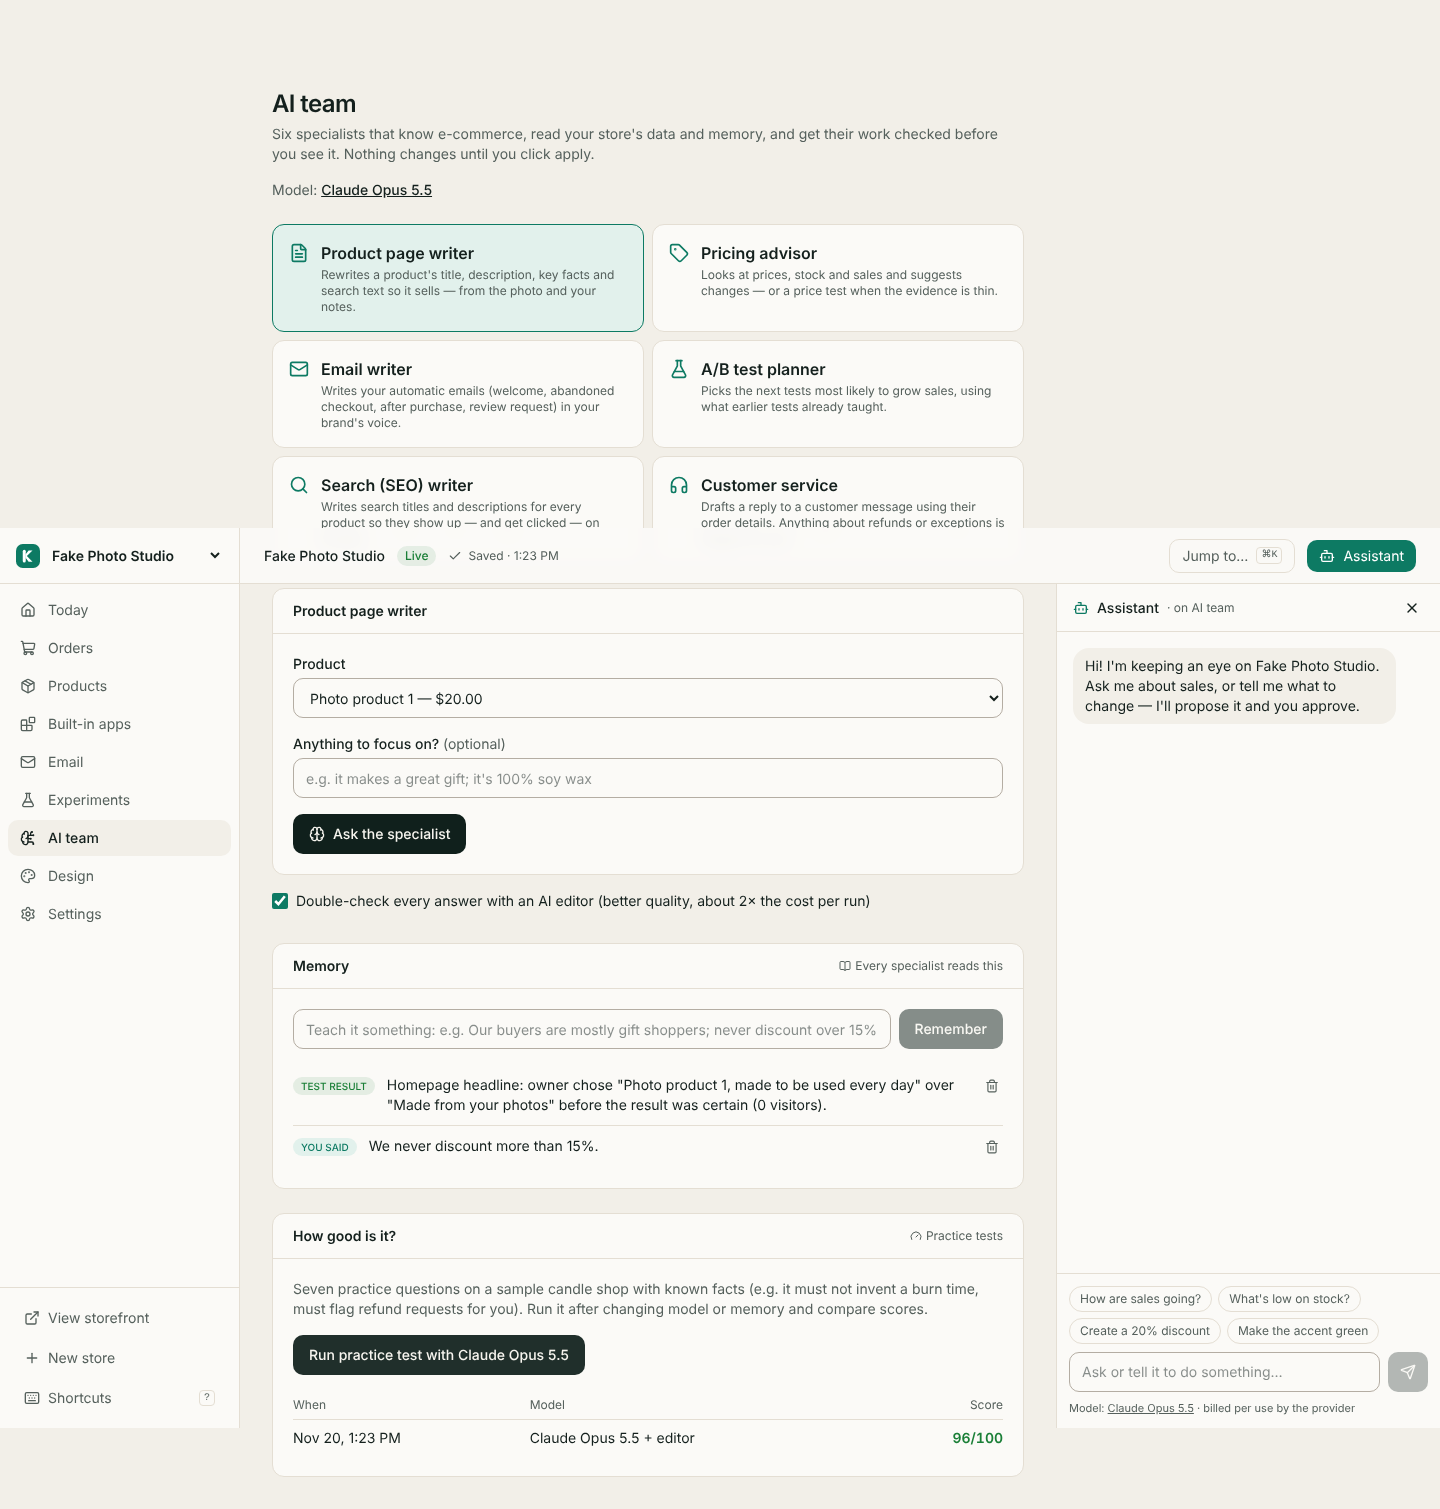 AI team
Six specialists that know e-commerce, read your store's data and memory, and get their work checked before
you see it. Nothing changes until you click apply.
Model: Claude Opus 5.5
Product page writer
Rewrites a product's title, description, key facts and
search text so it sells — from the photo and your
notes.
Pricing advisor
Looks at prices, stock and sales and suggests
changes — or a price test when the evidence is thin.
Email writer
Writes your automatic emails (welcome, abandoned
checkout, after purchase, review request) in your
brand's voice.
A/B test planner
Picks the next tests most likely to grow sales, using
what earlier tests already taught.
Search (SEO) writer
Writes search titles and descriptions for every
product so they show up — and get clicked — on
Customer service
Drafts a reply to a customer message using their
order details. Anything about refunds or exceptions is
K
Fake Photo Studio
Fake Photo Studio
Live
Saved · 1:23 PM
Jump to...
⌘K
Assistant
Today
Orders
Products
Built-in apps
Email
Experiments
AI team
Design
Settings
View storefront
New store
Shortcuts
?
Product page writer
Product
Photo product 1 — $20.00
Anything to focus on? (optional)
e.g. it makes a great gift; it's 100% soy wax
Ask the specialist
Double-check every answer with an AI editor (better quality, about 2× the cost per run)
Memory
Every specialist reads this
Teach it something: e.g. Our buyers are mostly gift shoppers; never discount over 15%
Remember
TEST RESULT
Homepage headline: owner chose "Photo product 1, made to be used every day" over
"Made from your photos" before the result was certain (0 visitors).
YOU SAID
We never discount more than 15%.
How good is it?
Practice tests
Seven practice questions on a sample candle shop with known facts (e.g. it must not invent a burn time,
must flag refund requests for you). Run it after changing model or memory and compare scores.
Run practice test with Claude Opus 5.5
When Model Score
Nov 20, 1:23 PM Claude Opus 5.5 + editor 96/100
Assistant · on AI team
Hi! I'm keeping an eye on Fake Photo Studio.
Ask me about sales, or tell me what to
change — I'll propose it and you approve.
How are sales going?
What's low on stock?
Create a 20% discount
Make the accent green
Ask or tell it to do something...
Model: Claude Opus 5.5 · billed per use by the provider